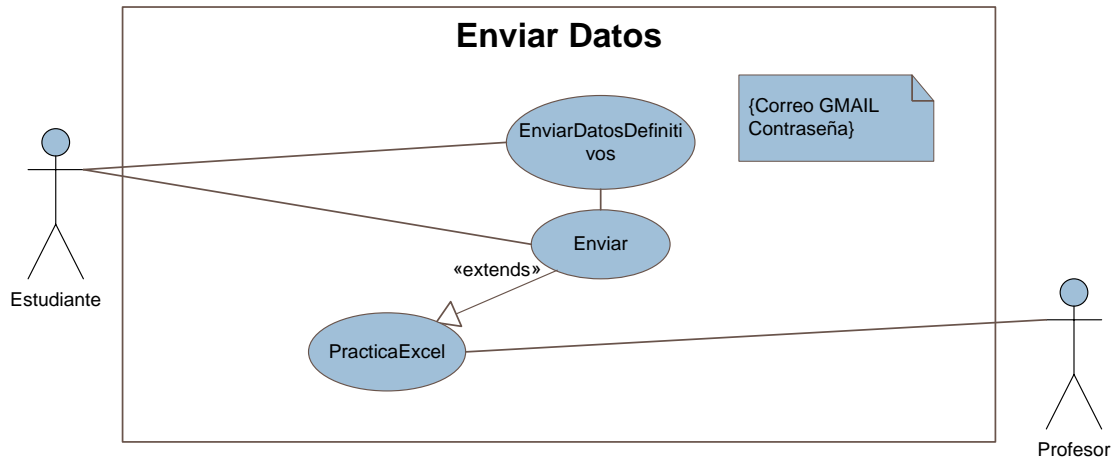 Enviar Datos
{Correo GMAIL
Contraseña}
EnviarDatosDefiniti
vos
Enviar
«extends»
Estudiante
PracticaExcel
Profesor